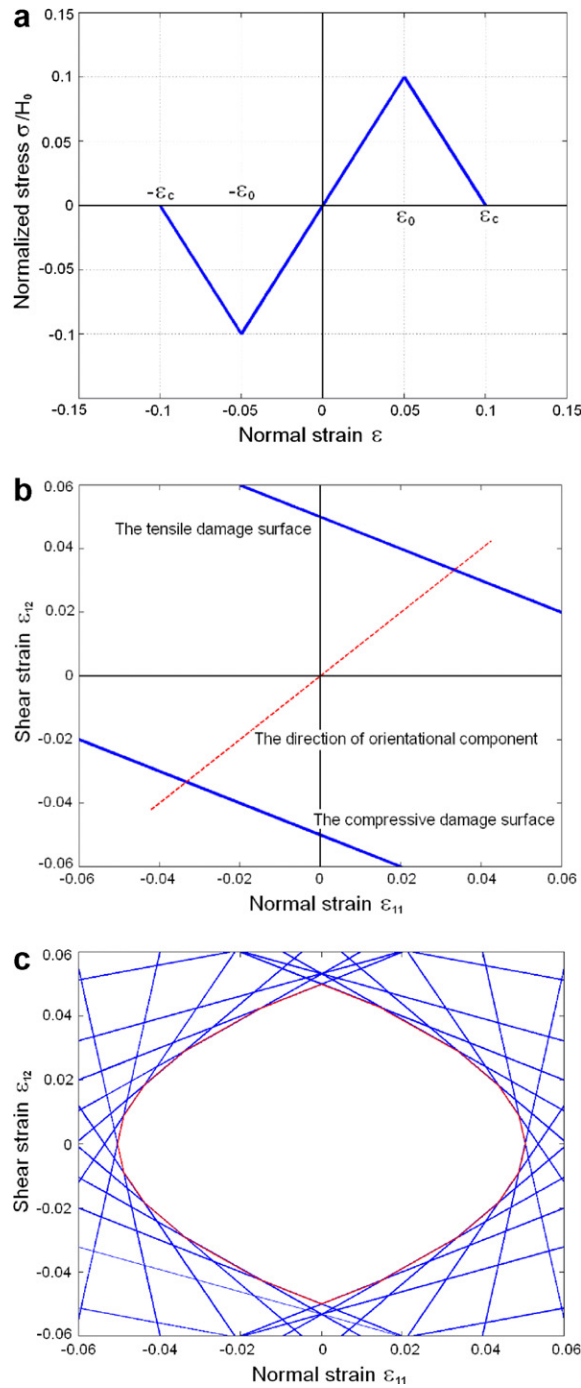 a
Normalized stress σ/H₀
0.15
0.10
0.05
0
-0.05
-0.1
-ε꜀
-ε₀
ε₀
ε꜀
-0.15
-0.1
-0.05
0
0.05
0.1
0.15
Normal strain ε
b
Shear strain ε₁₂
0.06
0.04
0.02
0
-0.02
-0.04
-0.06
The tensile damage surface
The direction of orientational component
The compressive damage surface
-0.06
-0.04
-0.02
0
0.02
0.04
0.06
Normal strain ε₁₁
c
Shear strain ε₁₂
0.06
0.04
0.02
0
-0.02
-0.04
-0.06
-0.06
-0.04
-0.02
0
0.02
0.04
0.06
Normal strain ε₁₁